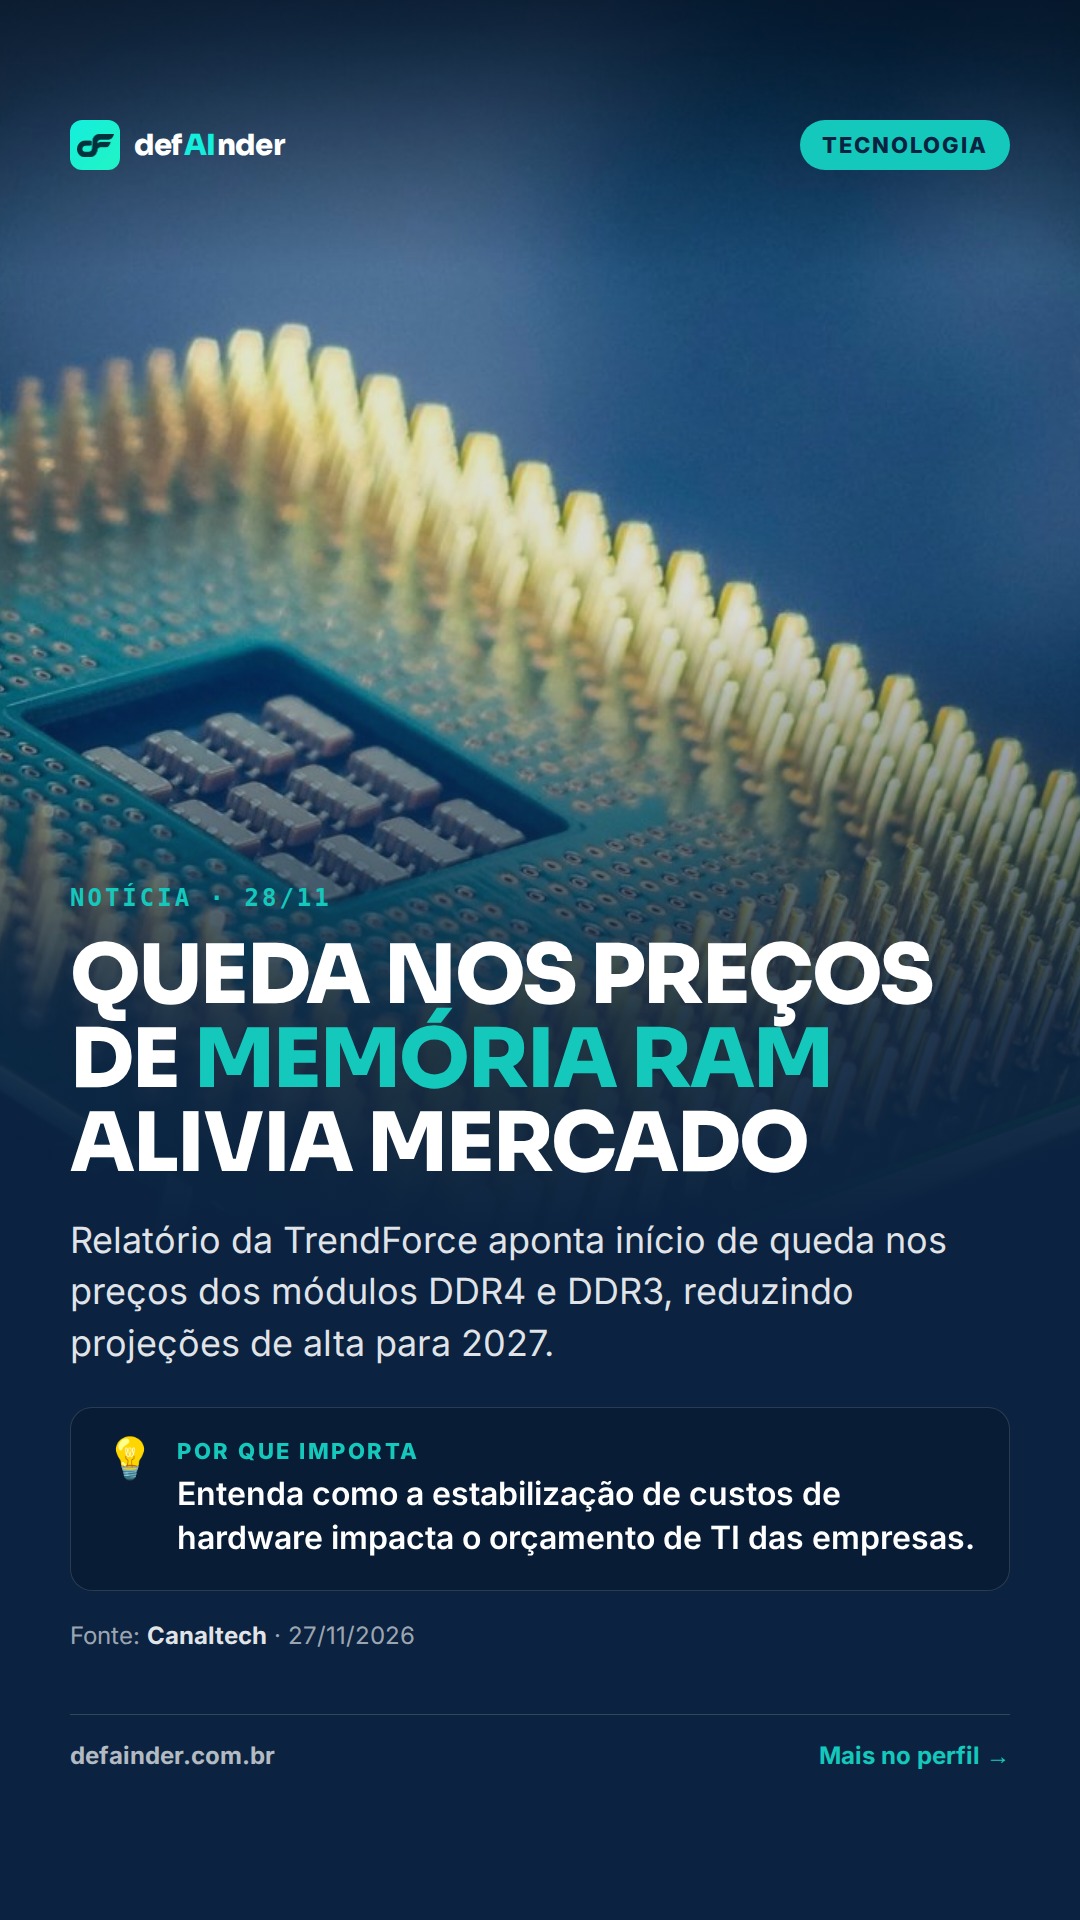 defAInder
TECNOLOGIA
NOTÍCIA · 28/11
QUEDA NOS PREÇOS
DE MEMÓRIA RAM
ALIVIA MERCADO
Relatório da TrendForce aponta início de queda nos
preços dos módulos DDR4 e DDR3, reduzindo
projeções de alta para 2027.
POR QUE IMPORTA
Entenda como a estabilização de custos de
hardware impacta o orçamento de TI das empresas.
Fonte: Canaltech · 27/11/2026
defainder.com.br
Mais no perfil →